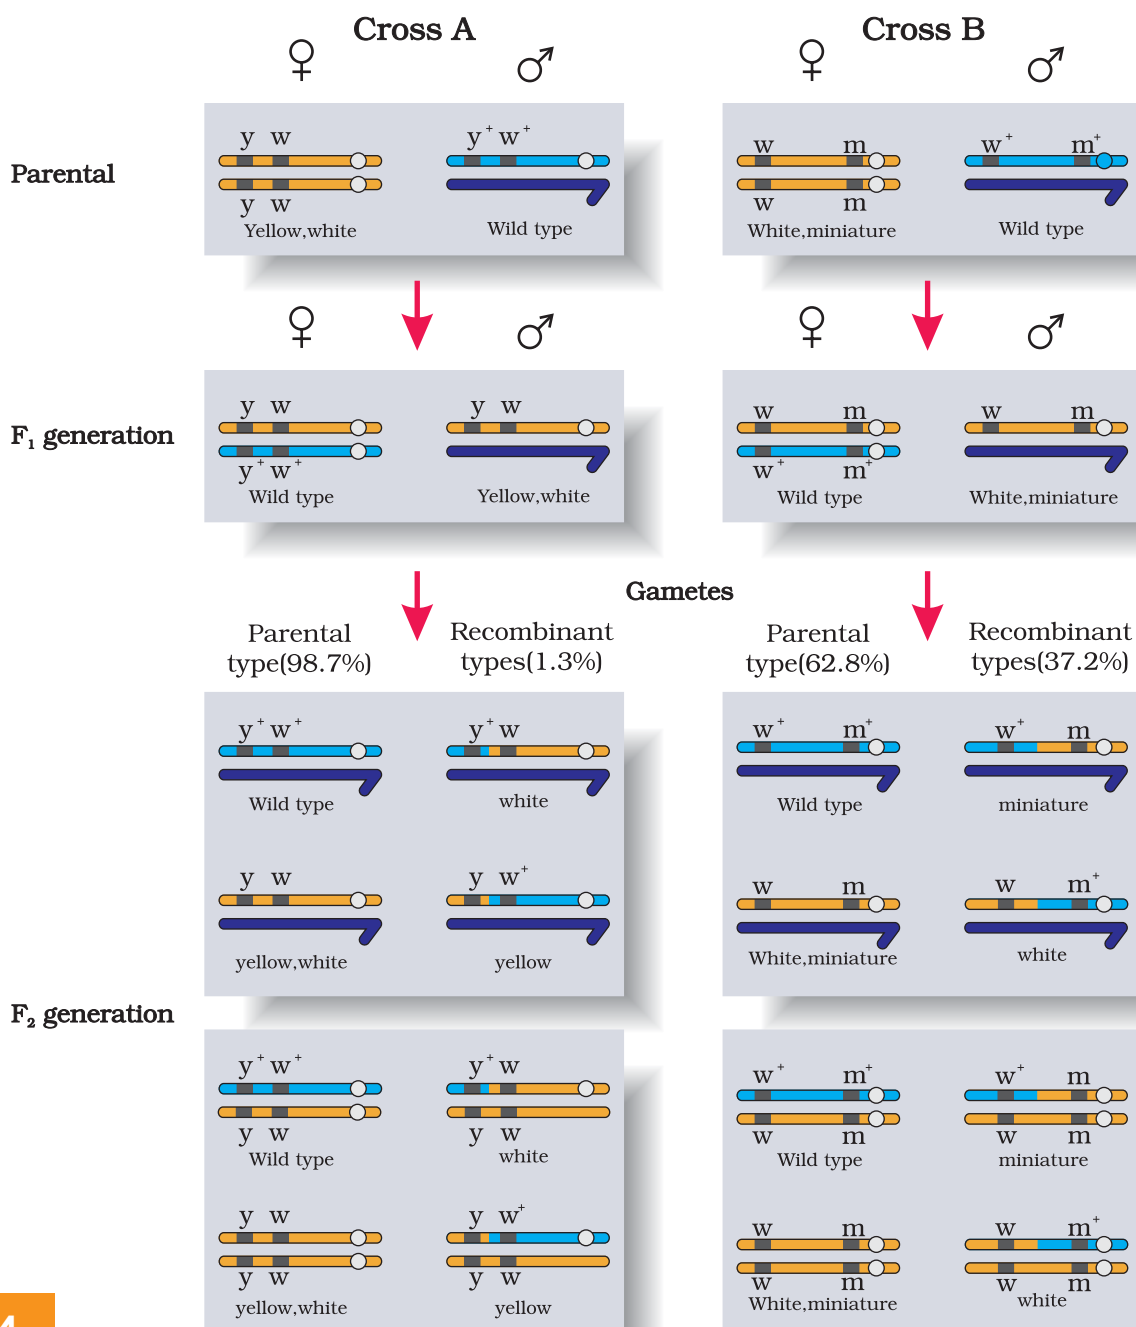 Cross A Cross B
♀ ♂ ♀ ♂
y w y⁺ w⁺ w m w⁺ m⁺
Parental
y w w m
Yellow,white Wild type White,miniature Wild type
♀ ♂ ♀ ♂
y w y w w m w m
F₁ generation
y⁺ w⁺ w⁺ m⁺
Wild type Yellow,white Wild type White,miniature
Gametes
Parental Recombinant Parental Recombinant
type(98.7%) types(1.3%) type(62.8%) types(37.2%)
y⁺ w⁺ y⁺ w w⁺ m⁺ w⁺ m
Wild type white Wild type miniature
y w y w⁺ w m w m⁺
yellow,white yellow White,miniature white
F₂ generation
y⁺ w⁺ y⁺ w w⁺ m⁺ w⁺ m
y w y w w m w m
Wild type white Wild type miniature
y w y w⁺ w m w m⁺
y w y w w m w m
yellow,white yellow White,miniature white